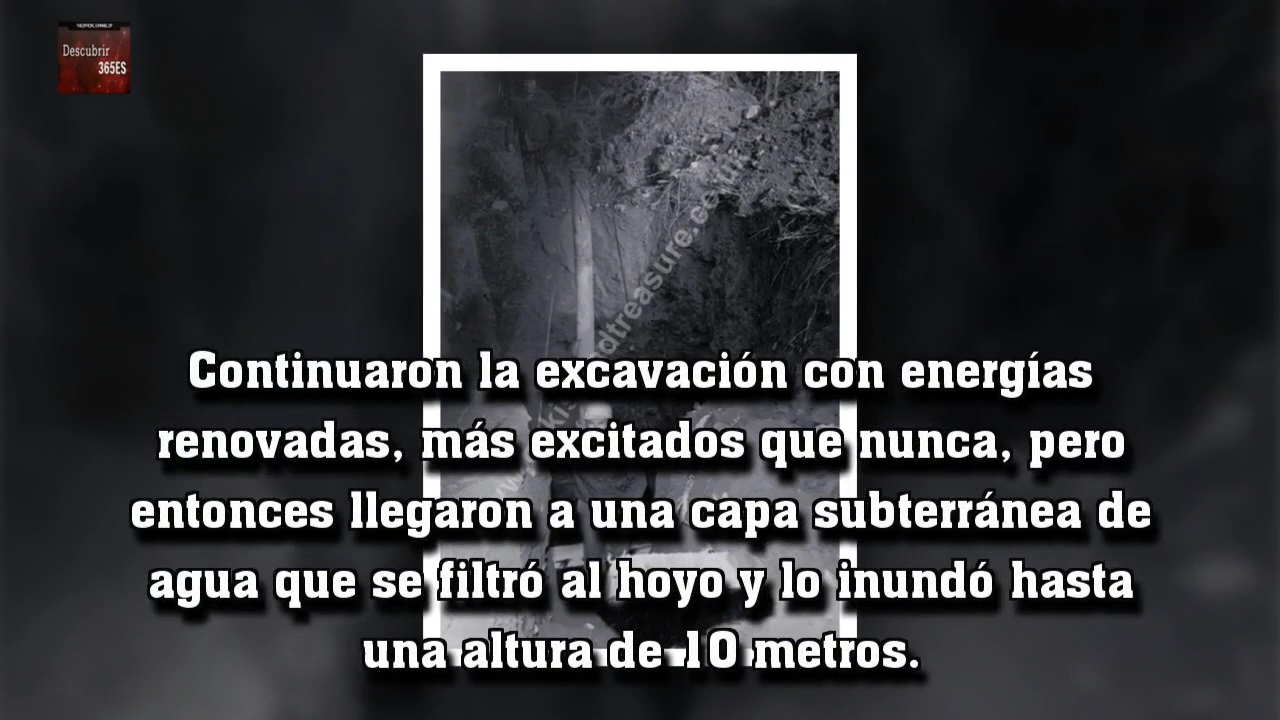 Descubrir
365ES
Continuaron la excavación con energías
renovadas, más excitados que nunca, pero
entonces llegaron a una capa subterránea de
agua que se filtró al hoyo y lo inundó hasta
una altura de 10 metros.